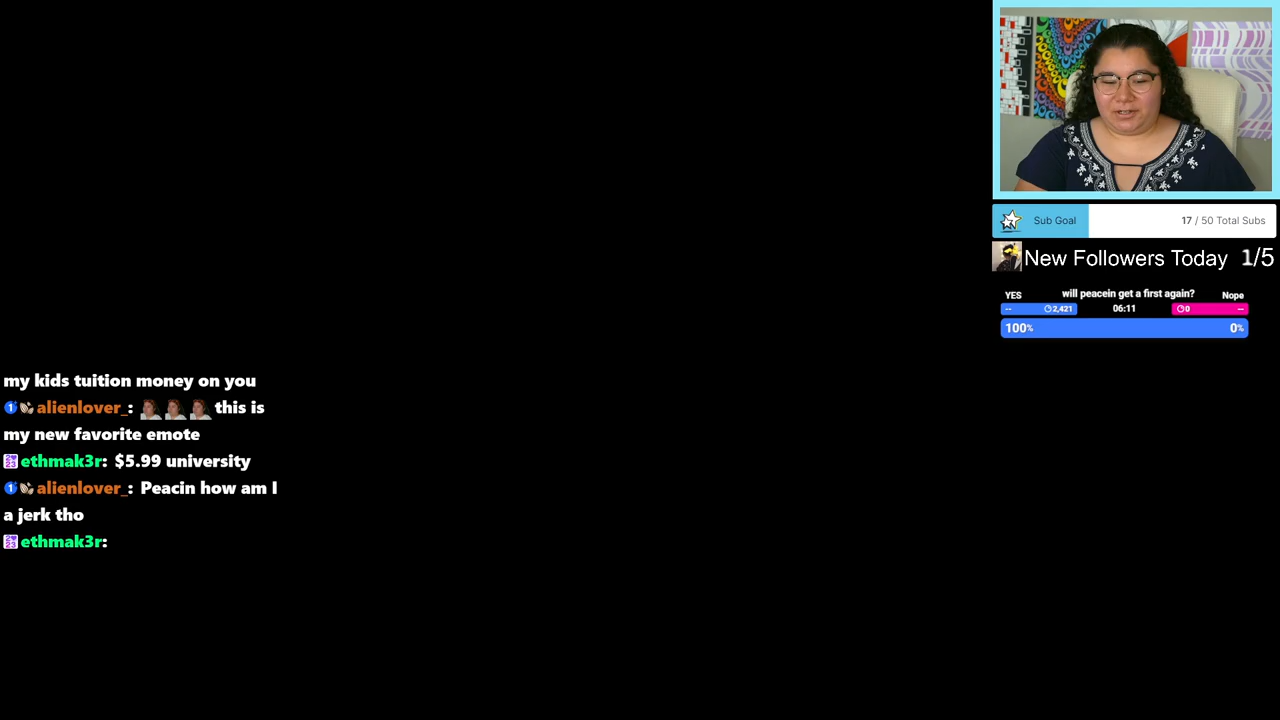 my kids tuition money on you
1 alienlover_: this is
my new favorite emote
ethmak3r: $5.99 university
1 alienlover_: Peacin how am I
a jerk tho
ethmak3r:
Sub Goal 17 / 50 Total Subs
New Followers Today 1/5
YES will peacein get a first again? Nope
-- 2,421 06:11 0 --
100% 0%